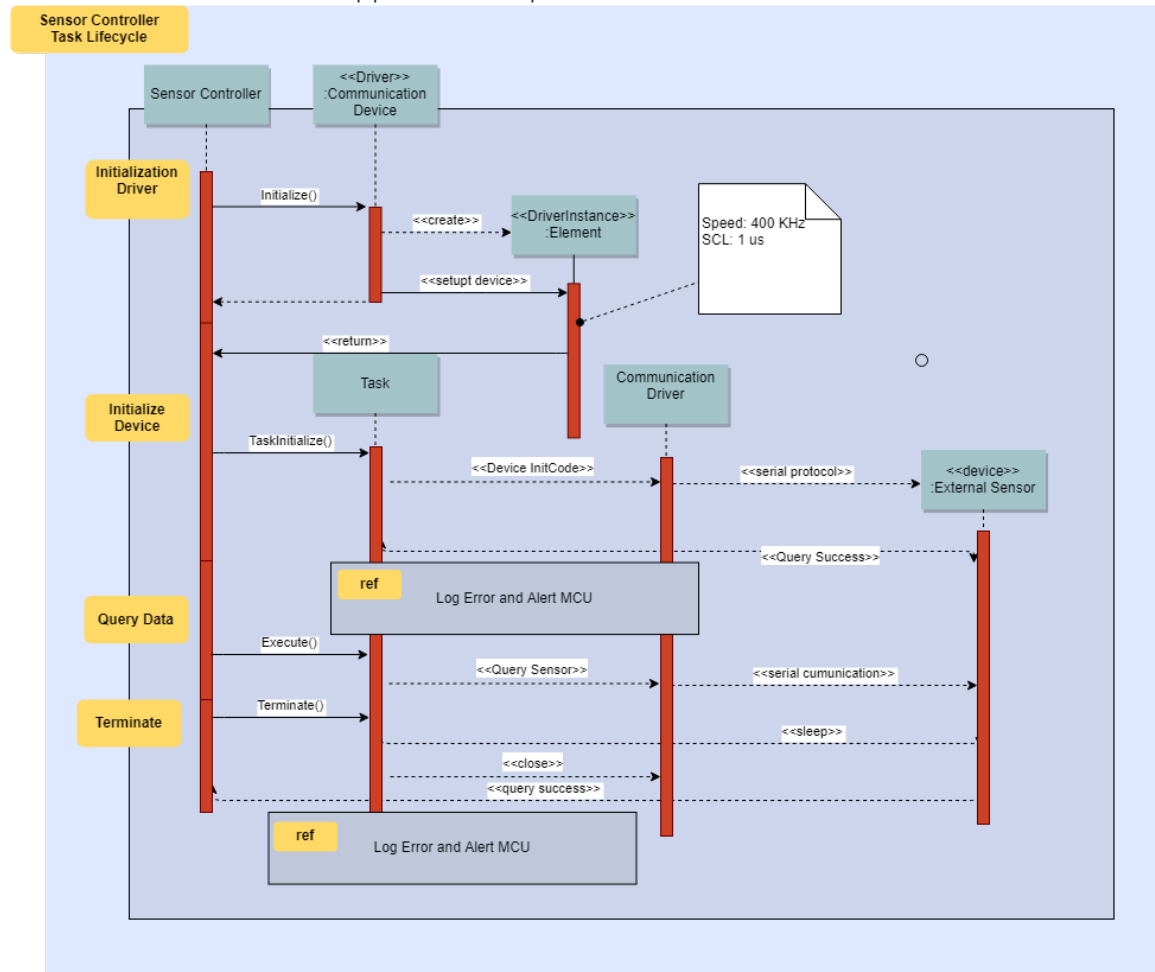 Sensor Controller
Task Lifecycle
Sensor Controller
<<Driver>>
:Communication
Device
Initialization
Driver
Initialize()
<<create>>
<<DriverInstance>>
:Element
Speed: 400 KHz
SCL: 1 us
<<setupt device>>
<<return>>
Task
Communication
Driver
Initialize
Device
TaskInitialize()
<<Device InitCode>>
<<serial protocol>>
<<device>>
:External Sensor
<<Query Success>>
ref
Log Error and Alert MCU
Query Data
Execute()
<<Query Sensor>>
<<serial cumunication>>
Terminate
Terminate()
<<sleep>>
<<close>>
<<query success>>
ref
Log Error and Alert MCU